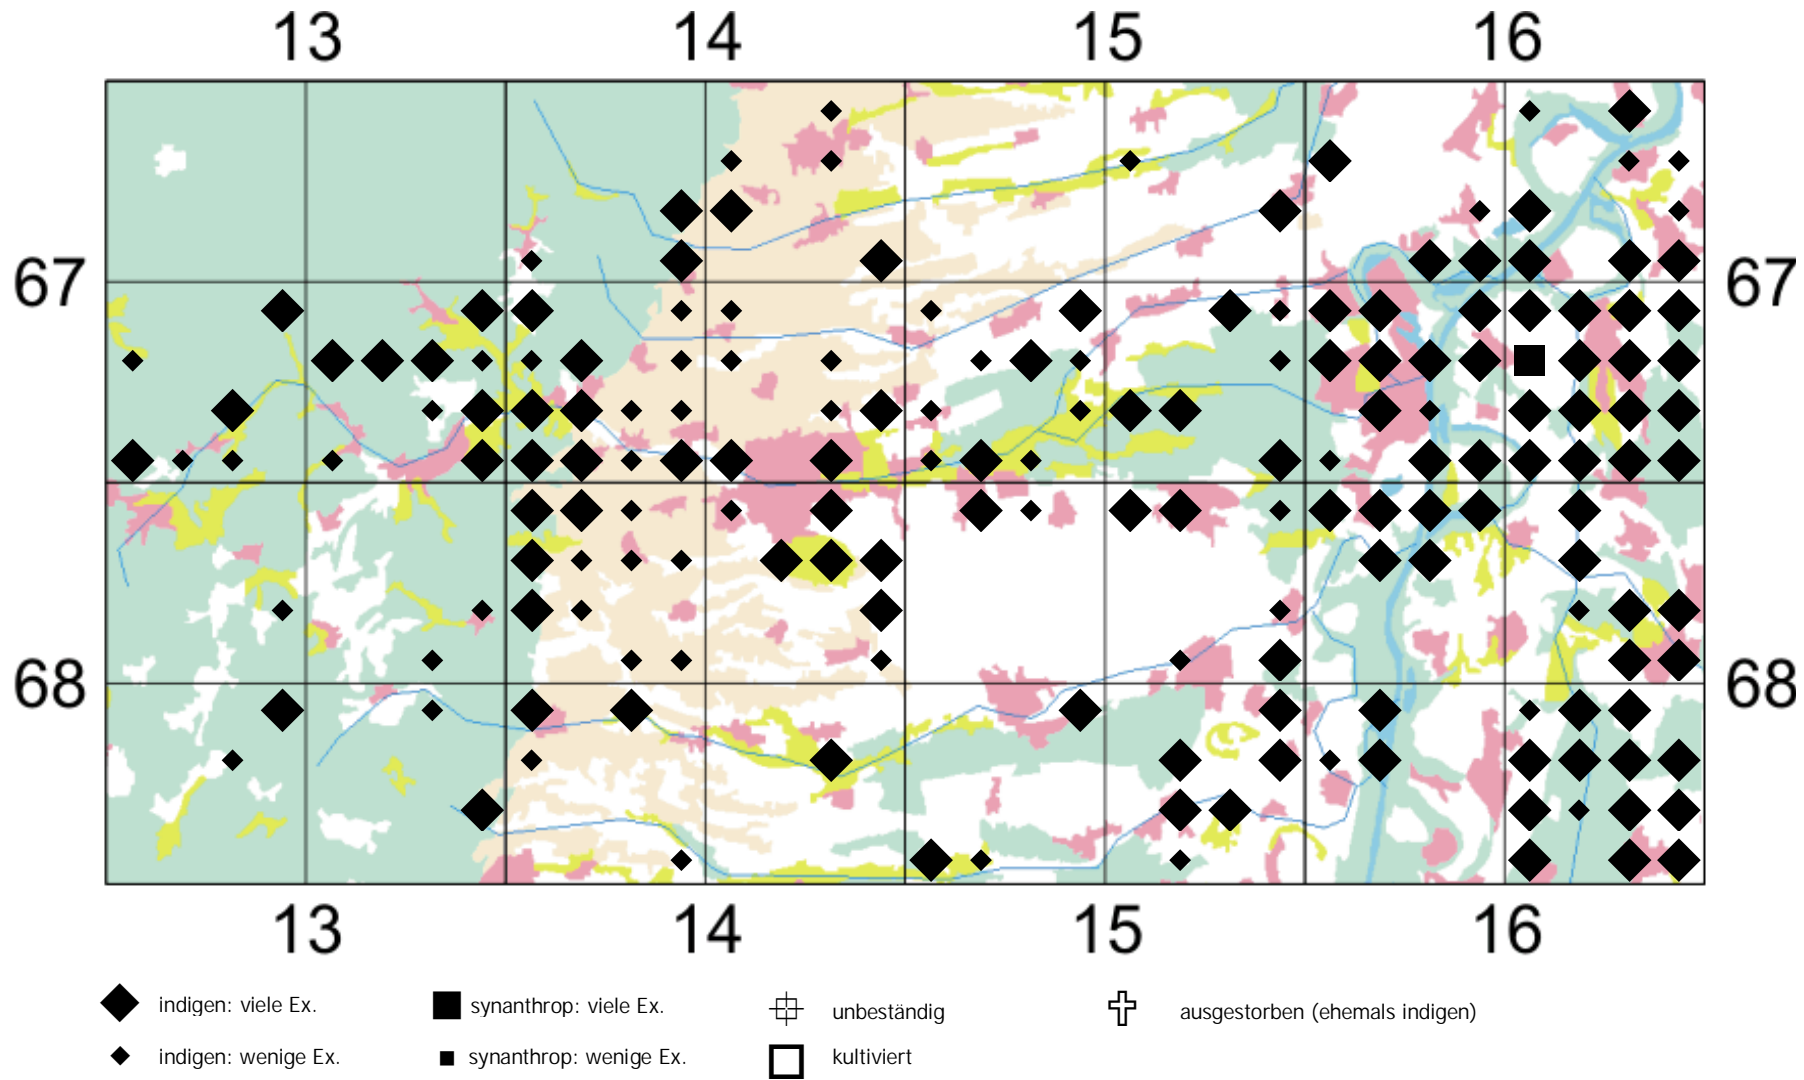 13 14 15 16
67 67
68 68
13 14 15 16
indigen: viele Ex. synanthrop: viele Ex. unbeständig ausgestorben (ehemals indigen)
indigen: wenige Ex. synanthrop: wenige Ex. kultiviert